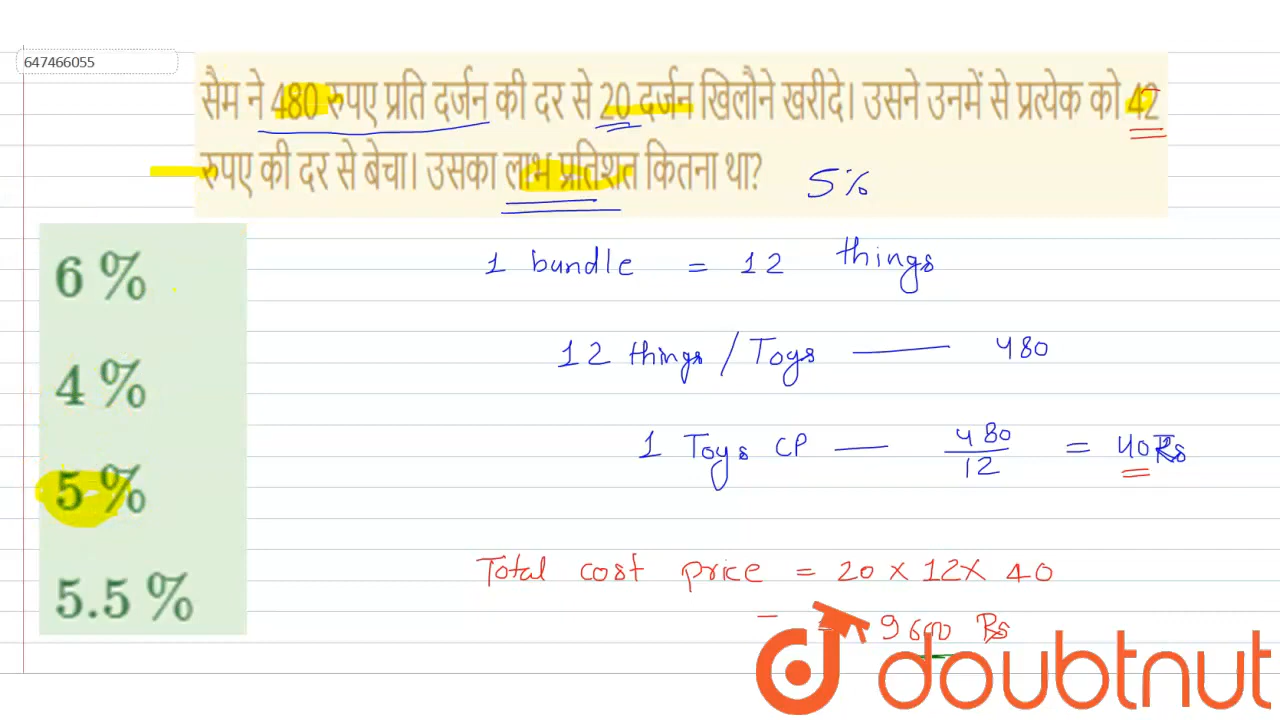 647466055
सैम ने 480 रुपए प्रति दर्जन की दर से 20 दर्जन खिलौने खरीदे। उसने उनमें से प्रत्येक को 42
रुपए की दर से बेचा। उसका लाभ प्रतिशत कितना था?
5%
6 %
4 %
5 %
5.5 %
1 bundle = 12 things
12 things / Toys — 480
1 Toys CP — 480/12 = 40Rs
Total cost price = 20 × 12 × 40
= 9600 Rs
doubtnut